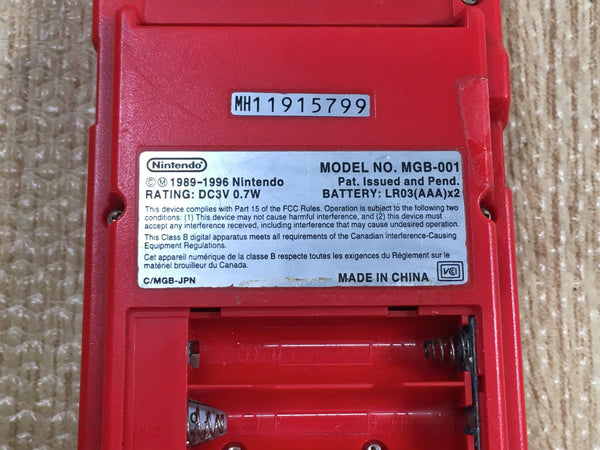 MH11915799
Nintendo®
©Ⓜ 1989-1996 Nintendo
MODEL NO. MGB-001
Pat. Issued and Pend.
RATING: DC3V 0.7W
BATTERY: LR03(AAA)x2
This device complies with Part 15 of the FCC Rules. Operation is subject to the following two
conditions: (1) This device may not cause harmful interference, and (2) this device must
accept any interference received, including interference that may cause undesired operation.
This Class B digital apparatus meets all requirements of the Canadian Interference-Causing
Equipment Regulations.
Cet appareil numérique de la classe B respecte toutes les exigences du Règlement sur le
matériel brouilleur du Canada.
C/MGB-JPN
MADE IN CHINA
VCI